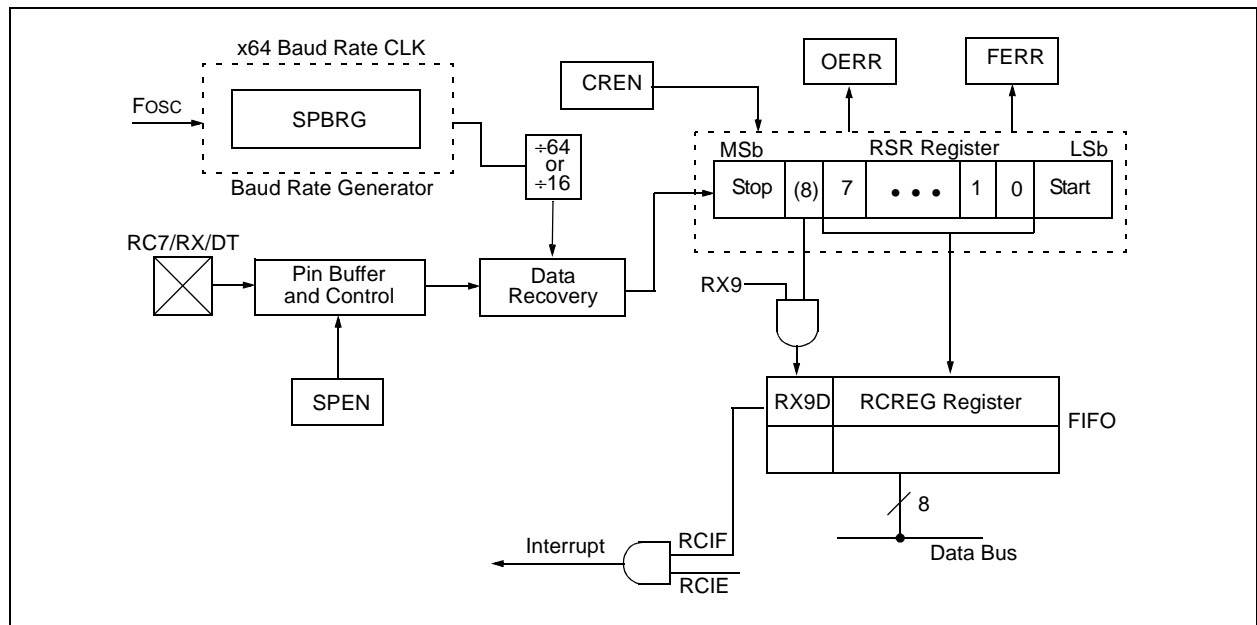 x64 Baud Rate CLK
FOSC
SPBRG
Baud Rate Generator
÷64
or
÷16
CREN
OERR
FERR
MSb
RSR Register
LSb
Stop
(8)
7
• • •
1
0
Start
RC7/RX/DT
Pin Buffer
and Control
Data
Recovery
SPEN
RX9
RX9D
RCREG Register
FIFO
8
Data Bus
Interrupt
RCIF
RCIE